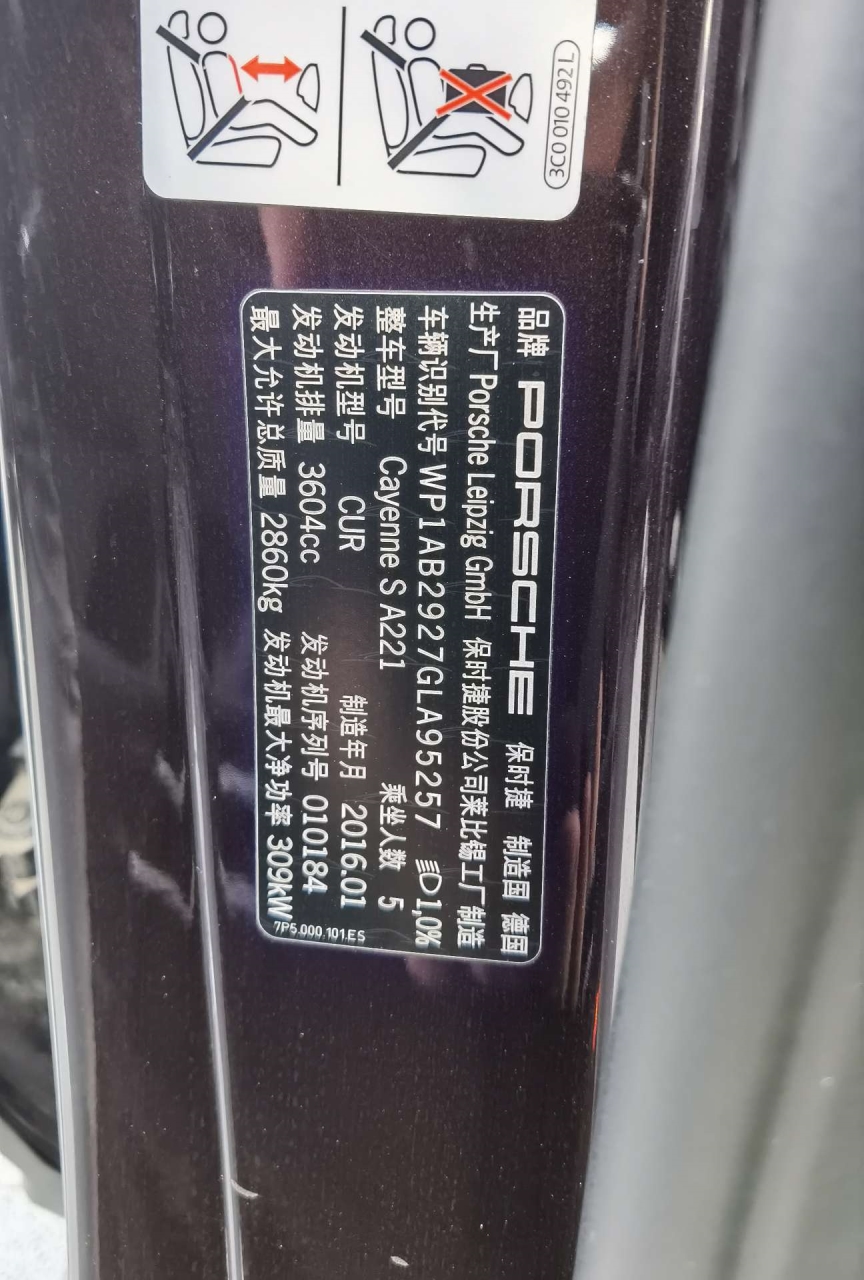 3C0 010 492L
品牌 PORSCHE 保时捷 制造国 德国
生产厂 Porsche Leipzig GmbH 保时捷股份公司莱比锡工厂制造
车辆识别代号 WP1AB2927GLA95257 1,0%
整车型号 Cayenne S A221 乘坐人数 5
发动机型号 CUR 制造年月 2016.01
发动机排量 3604cc 发动机序列号 010184
最大允许总质量 2860kg 发动机最大净功率 309kW
7P5.000.101.ES